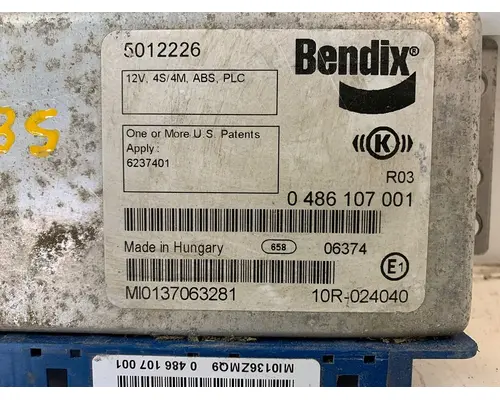 5012226
Bendix
12V, 4S/4M, ABS, PLC
One or More U.S. Patents
Apply :
6237401
K
R03
0 486 107 001
Made in Hungary
658
06374
E1
MI0137063281
10R-024040
MI0136ZMQ9 0 486 107 001